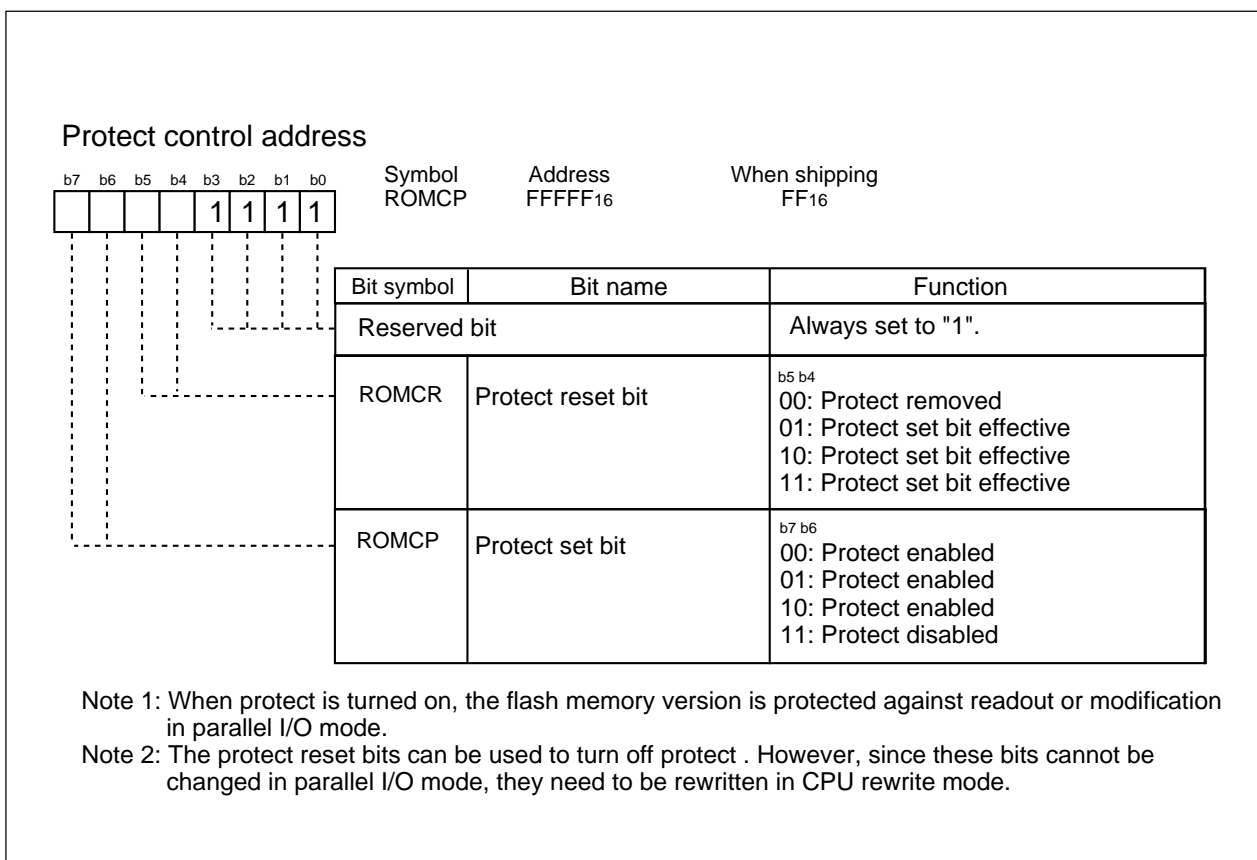 Protect control address
b7 b6 b5 b4 b3 b2 b1 b0
1 1 1 1
Symbol Address When shipping
ROMCP FFFFF16 FF16
Bit symbol Bit name Function
Reserved bit Always set to "1".
ROMCR Protect reset bit
b5 b4
00: Protect removed
01: Protect set bit effective
10: Protect set bit effective
11: Protect set bit effective
ROMCP Protect set bit
b7 b6
00: Protect enabled
01: Protect enabled
10: Protect enabled
11: Protect disabled
Note 1: When protect is turned on, the flash memory version is protected against readout or modification
in parallel I/O mode.
Note 2: The protect reset bits can be used to turn off protect . However, since these bits cannot be
changed in parallel I/O mode, they need to be rewritten in CPU rewrite mode.